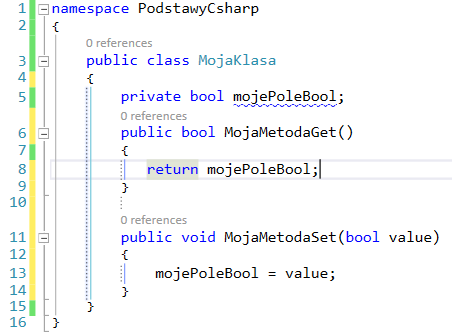 1 namespace PodstawyCsharp
2 {
0 references
3 public class MojaKlasa
4 {
5 private bool mojePoleBool;
0 references
6 public bool MojaMetodaGet()
7 {
8 return mojePoleBool;
9 }
10
0 references
11 public void MojaMetodaSet(bool value)
12 {
13 mojePoleBool = value;
14 }
15 }
16 }